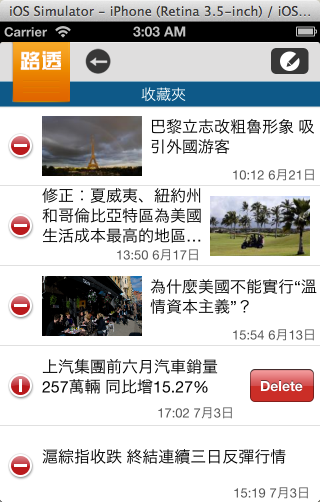 iOS Simulator - iPhone (Retina 3.5-inch) / iOS...
Carrier 3:03 AM
路透
收藏夾
巴黎立志改粗魯形象 吸
引外國游客
10:12 6月21日
修正：夏威夷、紐約州
和哥倫比亞特區為美國
生活成本最高的地區…
13:50 6月17日
為什麼美國不能實行“溫
情資本主義”？
15:54 6月13日
上汽集團前六月汽車銷量
257萬輛 同比增15.27%
Delete
17:02 7月3日
滬綜指收跌 終結連續三日反彈行情
15:19 7月3日